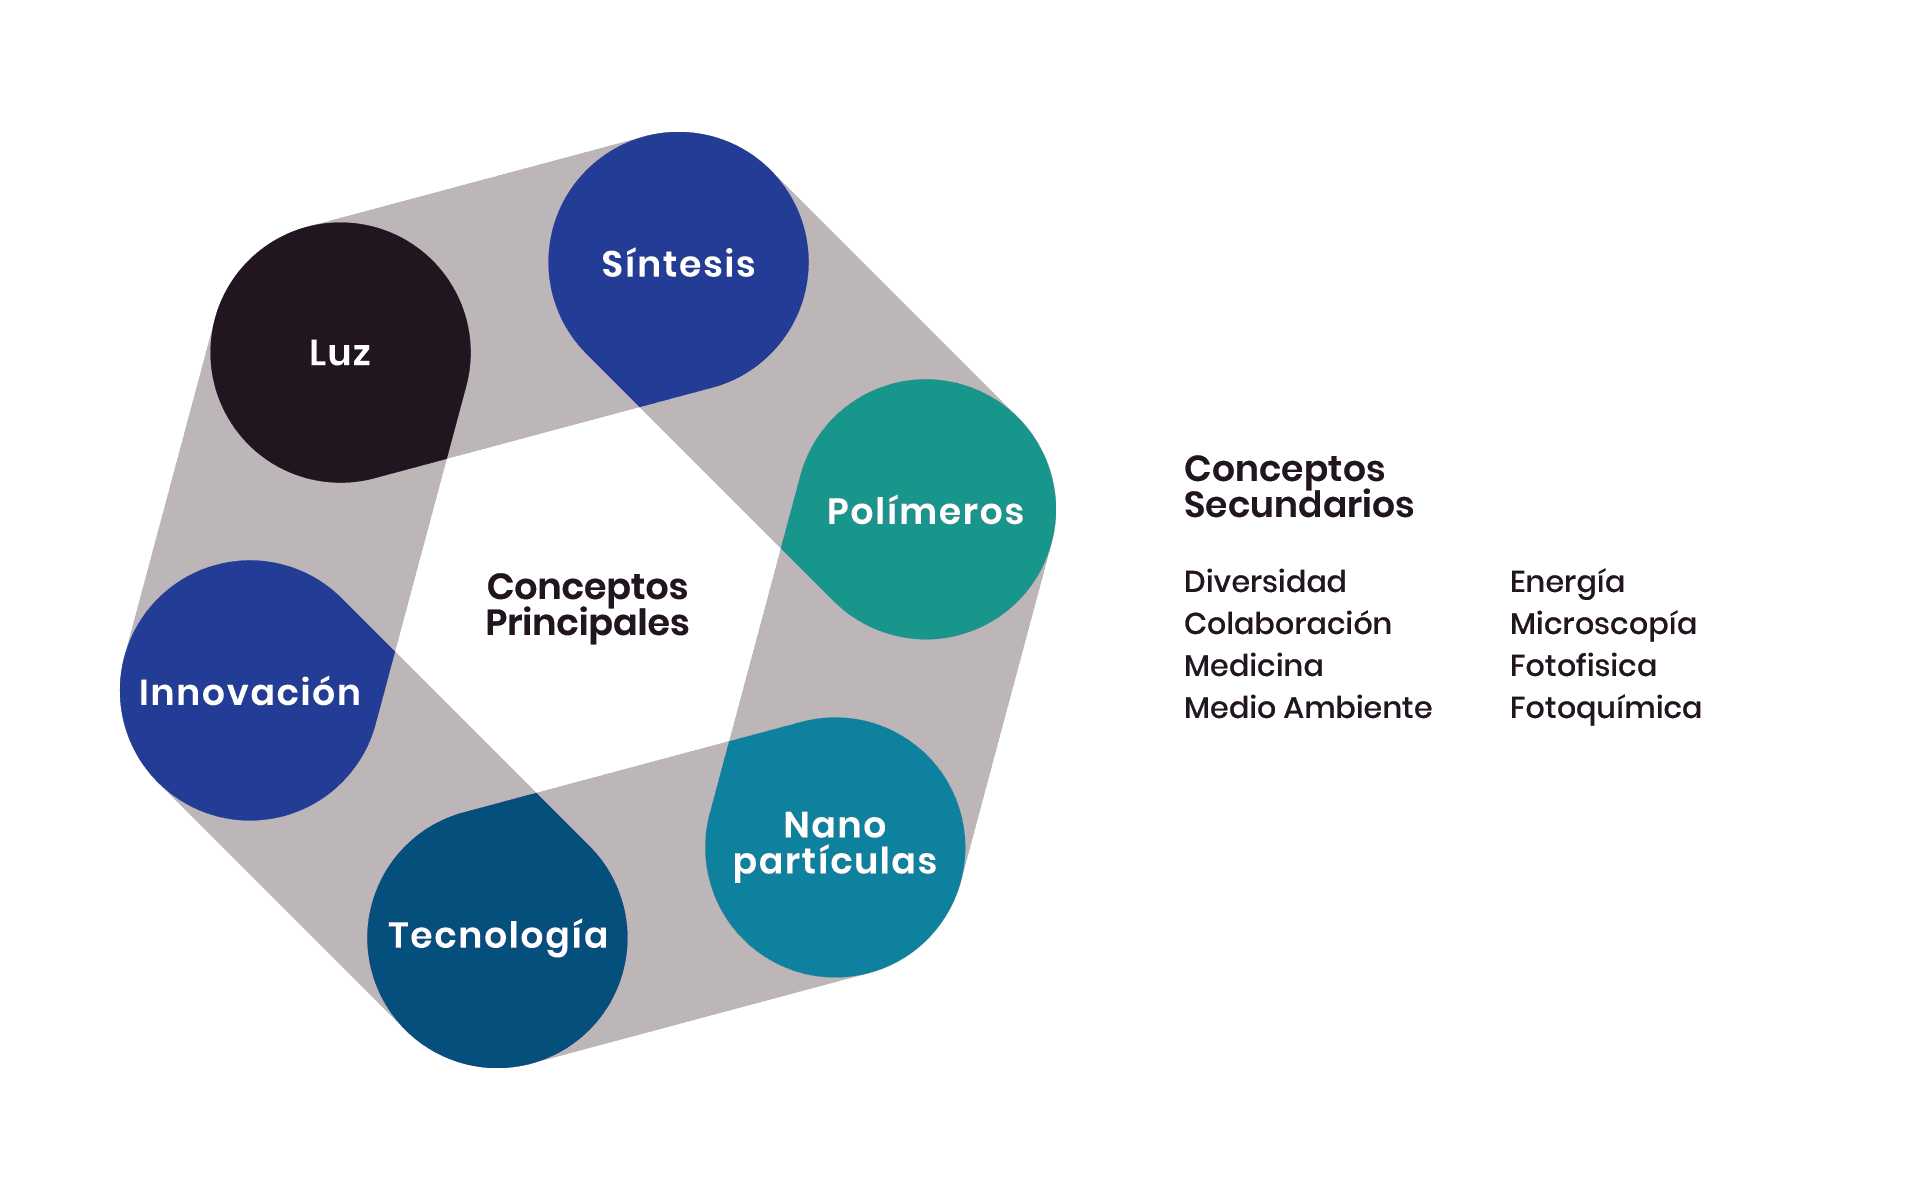 Síntesis
Luz
Polímeros
Conceptos
Principales
Innovación
Nano
partículas
Tecnología
Conceptos
Secundarios
Diversidad
Colaboración
Medicina
Medio Ambiente
Energía
Microscopía
Fotofisica
Fotoquímica